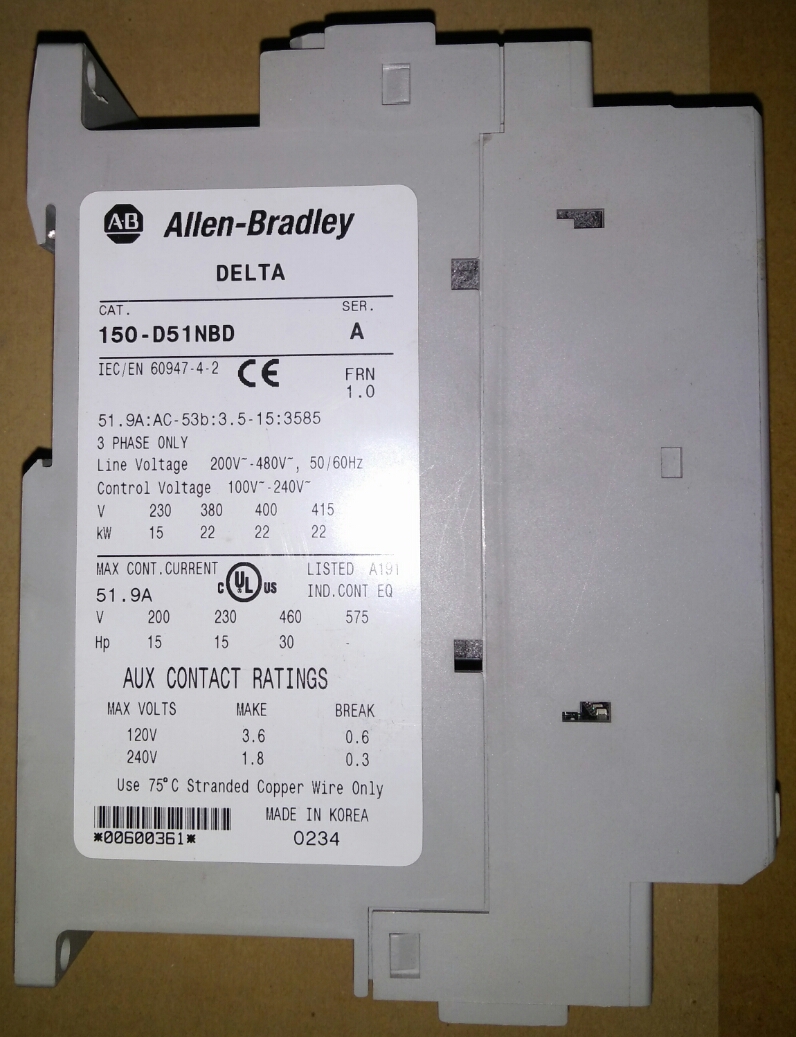 AB Allen-Bradley
DELTA
CAT. SER.
150-D51NBD A
IEC/EN 60947-4-2 CE FRN
1.0
51.9A:AC-53b:3.5-15:3585
3 PHASE ONLY
Line Voltage 200V~-480V~, 50/60Hz
Control Voltage 100V~-240V~
V 230 380 400 415
kW 15 22 22 22
MAX CONT.CURRENT C UL US LISTED A191
51.9A IND.CONT EQ
V 200 230 460 575
Hp 15 15 30 -
AUX CONTACT RATINGS
MAX VOLTS MAKE BREAK
120V 3.6 0.6
240V 1.8 0.3
Use 75°C Stranded Copper Wire Only
MADE IN KOREA
*00600361* 0234